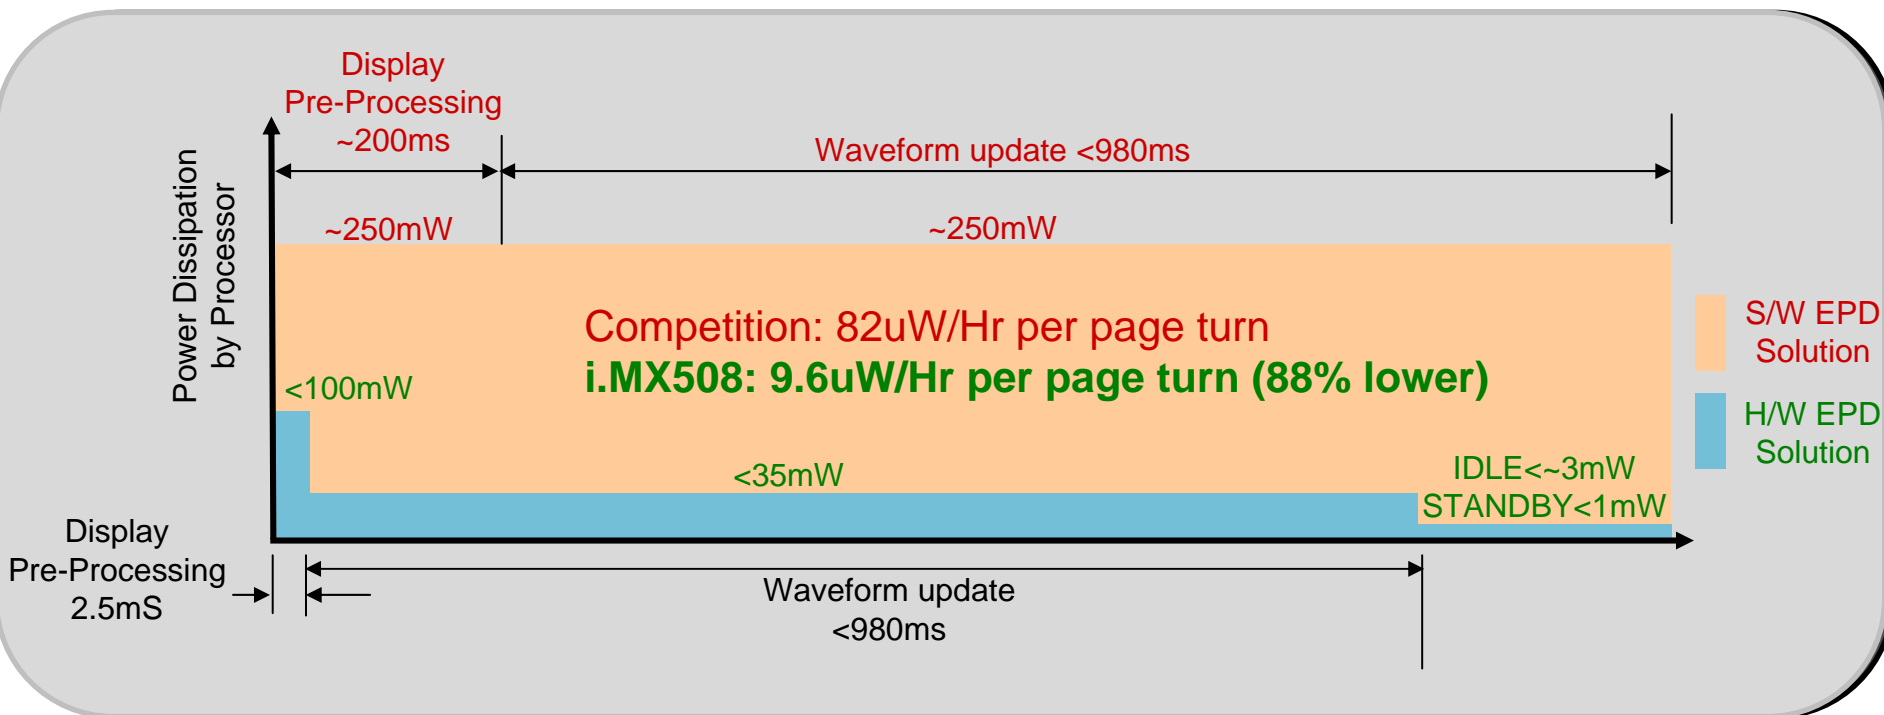 Display
Pre-Processing
~200ms
Waveform update <980ms
~250mW
~250mW
Power Dissipation
by Processor
Competition: 82uW/Hr per page turn
i.MX508: 9.6uW/Hr per page turn (88% lower)
S/W EPD
Solution
<100mW
H/W EPD
Solution
<35mW
IDLE<~3mW
STANDBY<1mW
Display
Pre-Processing
2.5mS
Waveform update
<980ms